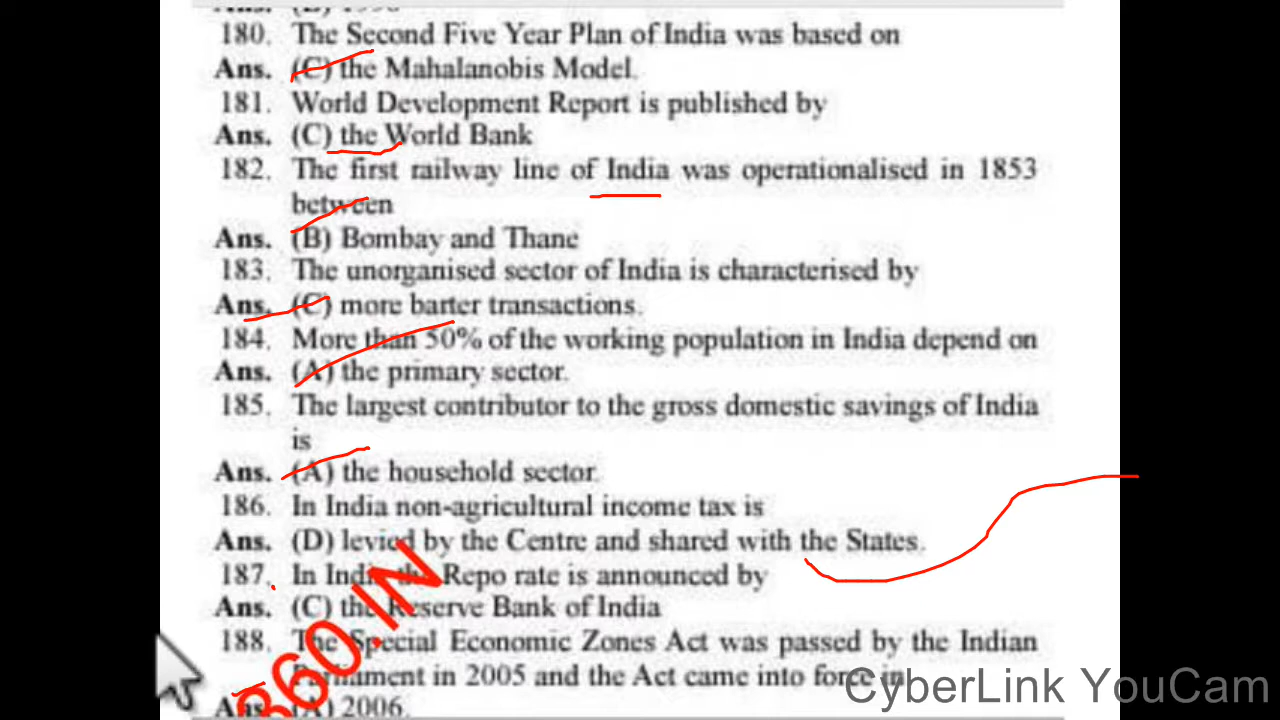 180. The Second Five Year Plan of India was based on
Ans. (C) the Mahalanobis Model.
181. World Development Report is published by
Ans. (C) the World Bank
182. The first railway line of India was operationalised in 1853
between
Ans. (B) Bombay and Thane
183. The unorganised sector of India is characterised by
Ans. (C) more barter transactions.
184. More than 50% of the working population in India depend on
Ans. (A) the primary sector.
185. The largest contributor to the gross domestic savings of India
is
Ans. (A) the household sector.
186. In India non-agricultural income tax is
Ans. (D) levied by the Centre and shared with the States.
187. In India the Repo rate is announced by
Ans. (C) the Reserve Bank of India
188. The Special Economic Zones Act was passed by the Indian
Parliament in 2005 and the Act came into force in
Ans. (A) 2006.
360.IN
CyberLink YouCam